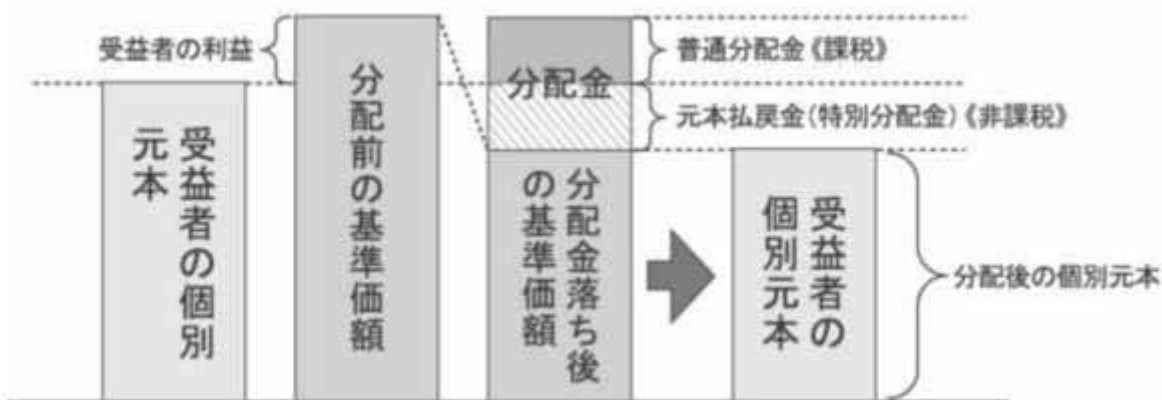 受益者の利益
受益者の個別
元本
分配前の基準価額
分配金
分配金落ち後
の基準価額
普通分配金《課税》
元本払戻金(特別分配金)《非課税》
受益者の
個別元本
分配後の個別元本